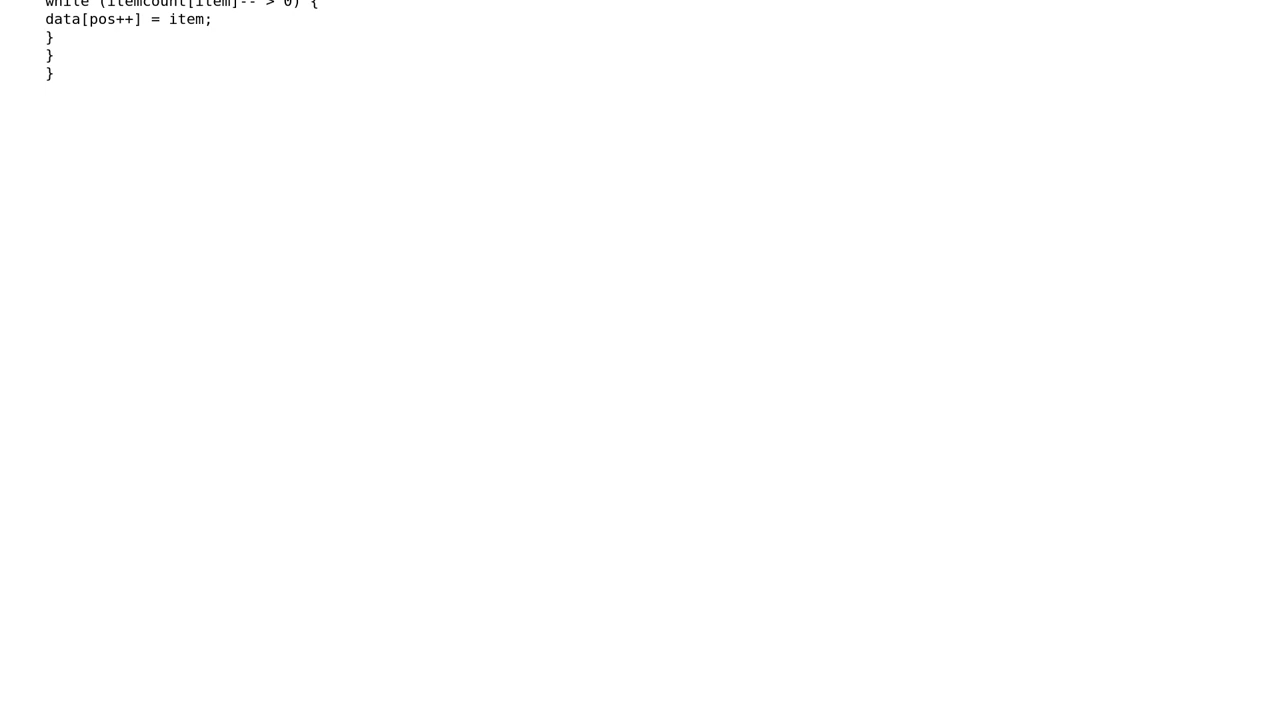 while (itemcount[item]-- > 0) {
data[pos++] = item;
}
}
}